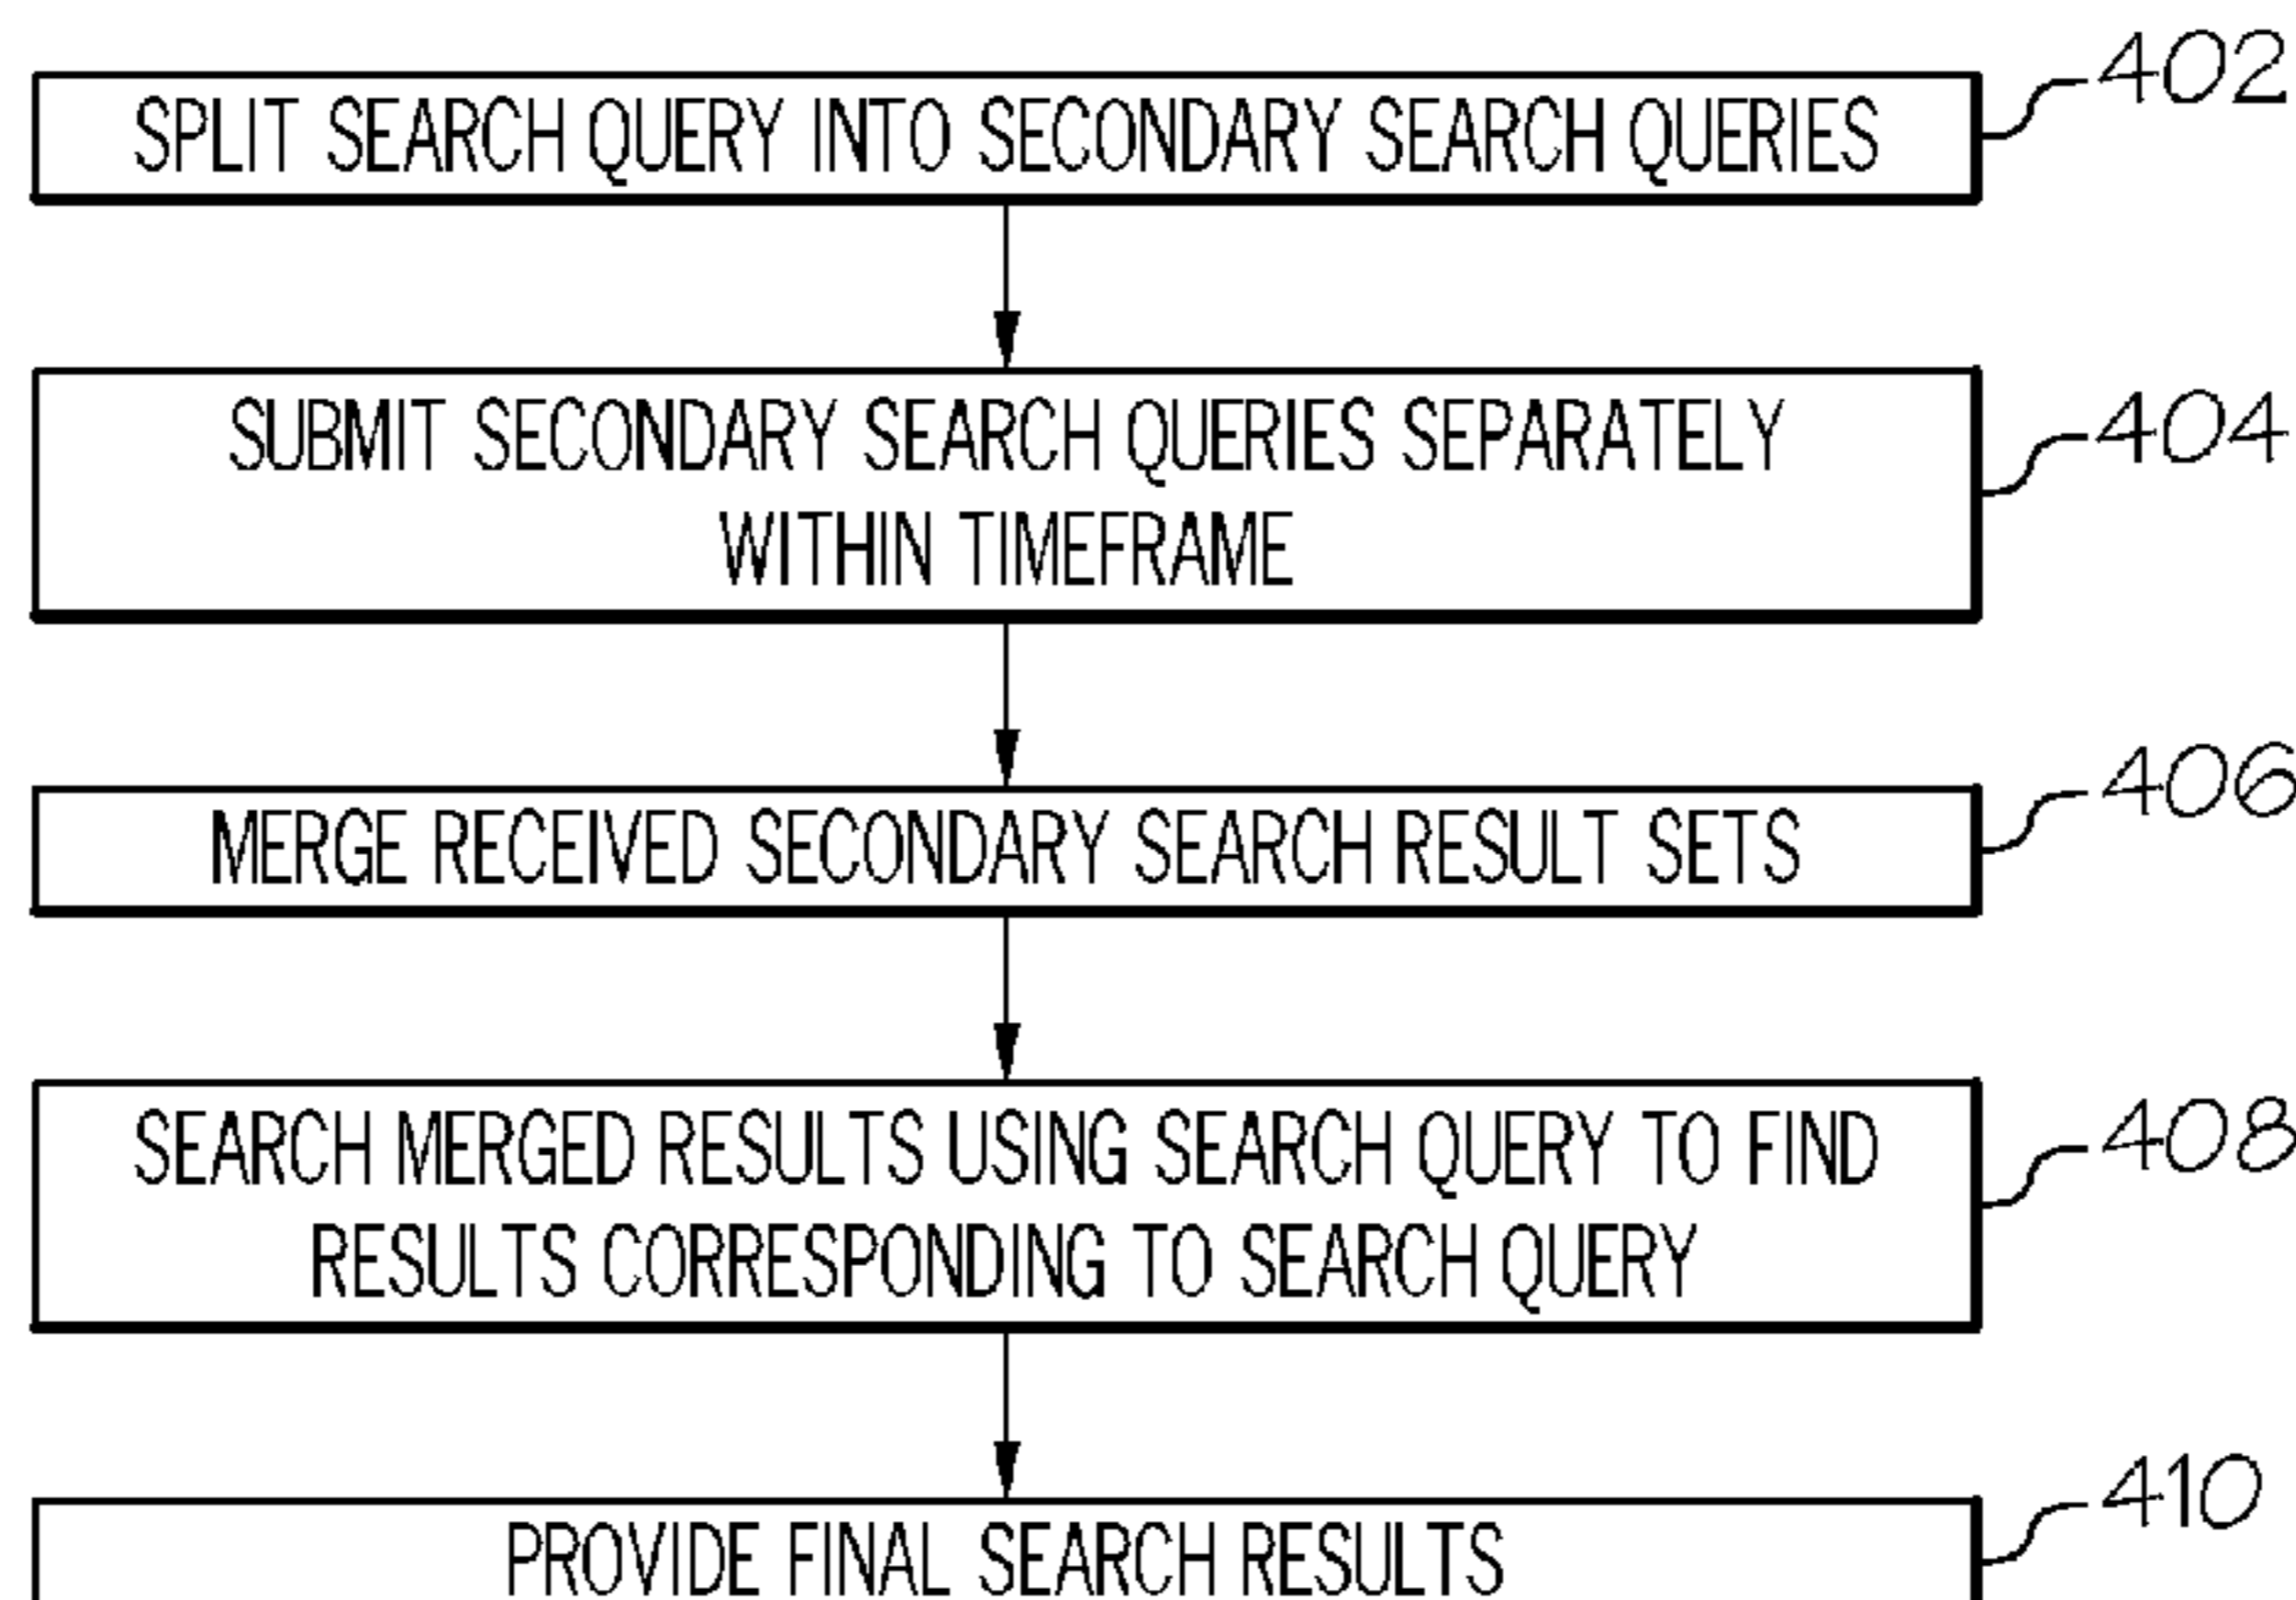 SPLIT SEARCH QUERY INTO SECONDARY SEARCH QUERIES
402
SUBMIT SECONDARY SEARCH QUERIES SEPARATELY
WITHIN TIMEFRAME
404
MERGE RECEIVED SECONDARY SEARCH RESULT SETS
406
SEARCH MERGED RESULTS USING SEARCH QUERY TO FIND
RESULTS CORRESPONDING TO SEARCH QUERY
408
PROVIDE FINAL SEARCH RESULTS
410